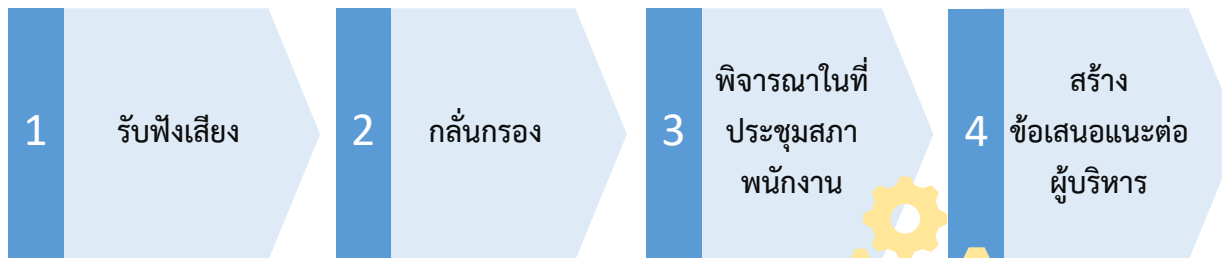 1
รับฟังเสียง
2
กลั่นกรอง
3
พิจารณาในที่
ประชุมสภา
พนักงาน
4
สร้าง
ข้อเสนอแนะต่อ
ผู้บริหาร